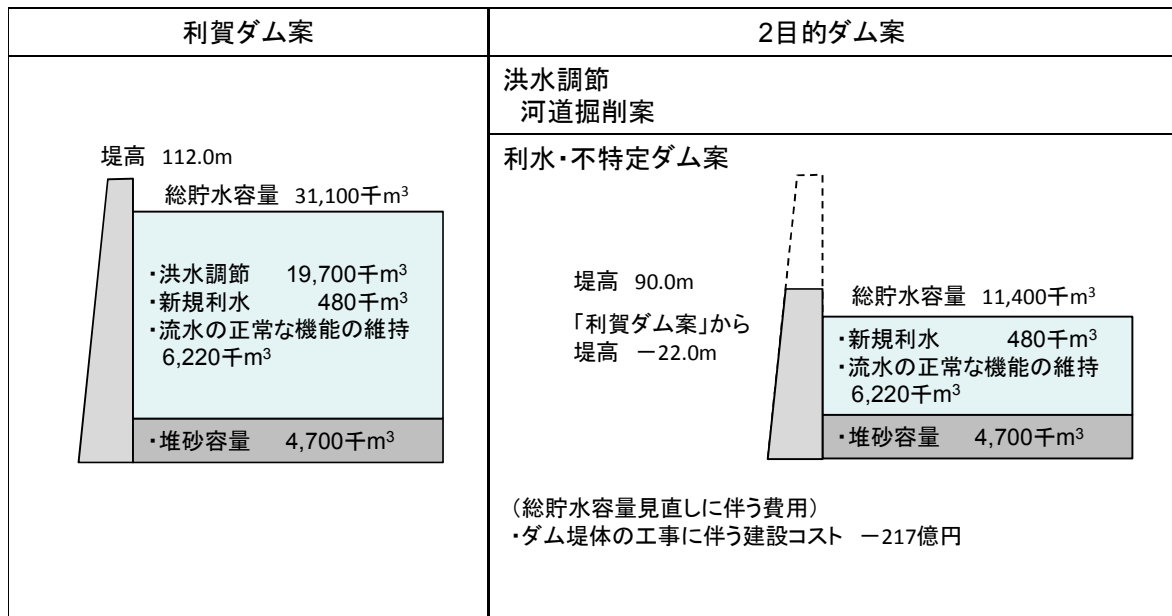 利賀ダム案
2目的ダム案
堤高 112.0m
総貯水容量 31,100千m³
・洪水調節 19,700千m³
・新規利水 480千m³
・流水の正常な機能の維持
6,220千m³
・堆砂容量 4,700千m³
洪水調節
河道掘削案
利水・不特定ダム案
堤高 90.0m
「利賀ダム案」から
堤高 －22.0m
総貯水容量 11,400千m³
・新規利水 480千m³
・流水の正常な機能の維持
6,220千m³
・堆砂容量 4,700千m³
（総貯水容量見直しに伴う費用）
・ダム堤体の工事に伴う建設コスト －217億円